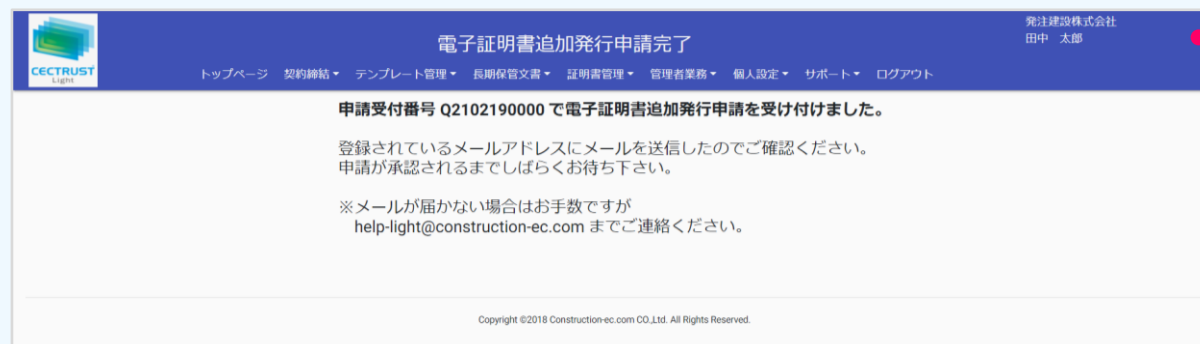 発注建設株式会社
電子証明書追加発行申請完了
田中　太郎
CECTRUST
Light
トップページ 契約締結▾ テンプレート管理▾ 長期保管文書▾ 証明書管理▾ 管理者業務▾ 個人設定▾ サポート▾ ログアウト
申請受付番号 Q2102190000 で電子証明書追加発行申請を受け付けました。
登録されているメールアドレスにメールを送信したのでご確認ください。
申請が承認されるまでしばらくお待ち下さい。
※メールが届かない場合はお手数ですが
help-light@construction-ec.com までご連絡ください。
Copyright ©2018 Construction-ec.com CO.,Ltd. All Rights Reserved.